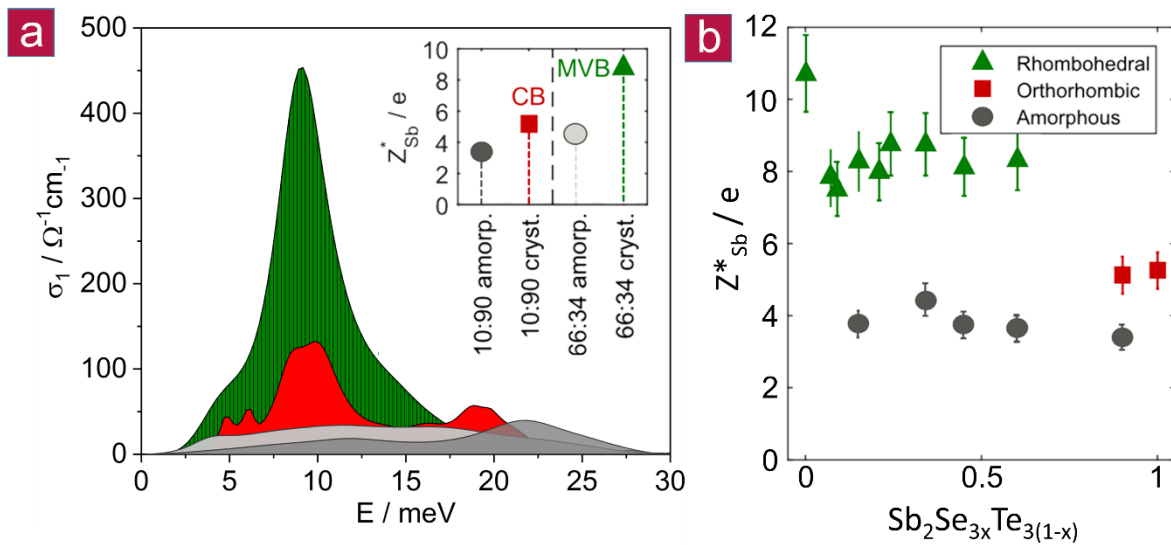 a
500
400
300
200
100
0
σ₁ / Ω⁻¹cm₋₁
0 5 10 15 20 25 30
E / meV
10
8
6
4
2
0
Z*Sb / e
MVB
CB
10:90 amorp.
10:90 cryst.
66:34 amorp.
66:34 cryst.
b
12
10
8
6
4
2
0
Z*Sb / e
Rhombohedral
Orthorhombic
Amorphous
0 0.5 1
Sb₂Se₃ₓTe₃₍₁₋ₓ₎